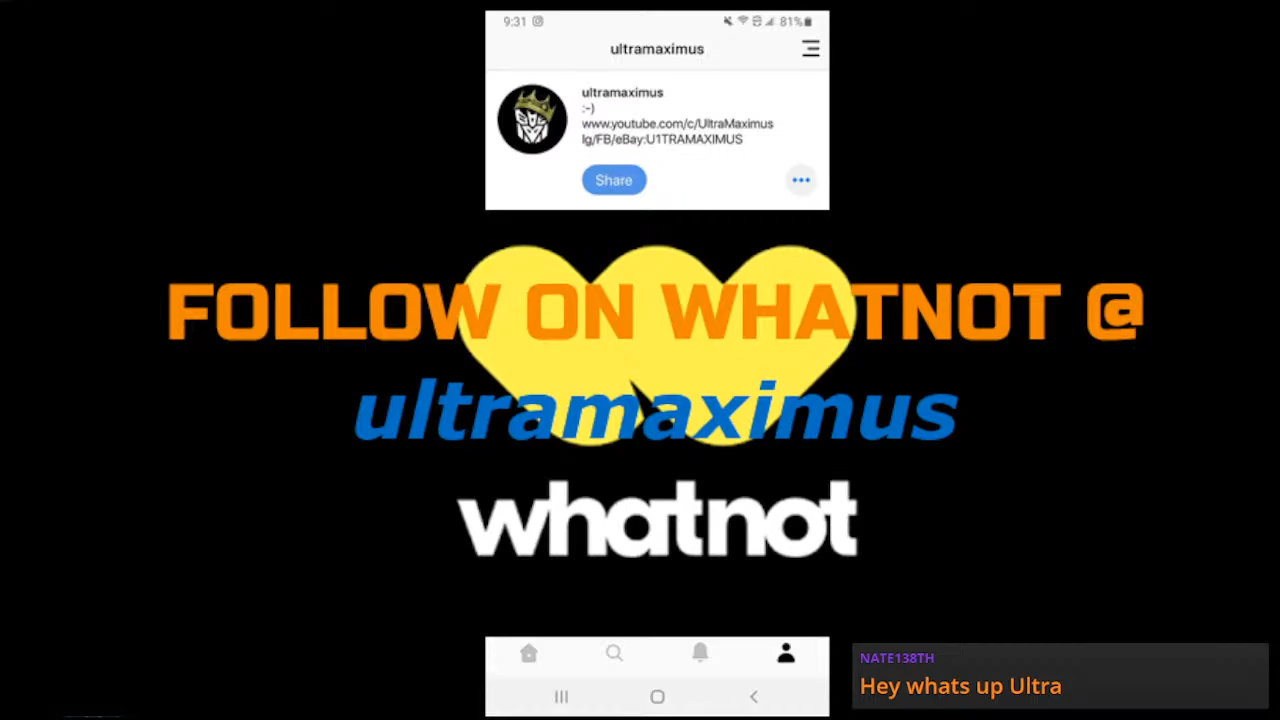 9:31
81%
ultramaximus
ultramaximus
:-)
www.youtube.com/c/UltraMaximus
Ig/FB/eBay:U1TRAMAXIMUS
Share
FOLLOW ON WHATNOT @
ultramaximus
whatnot
NATE138TH
Hey whats up Ultra